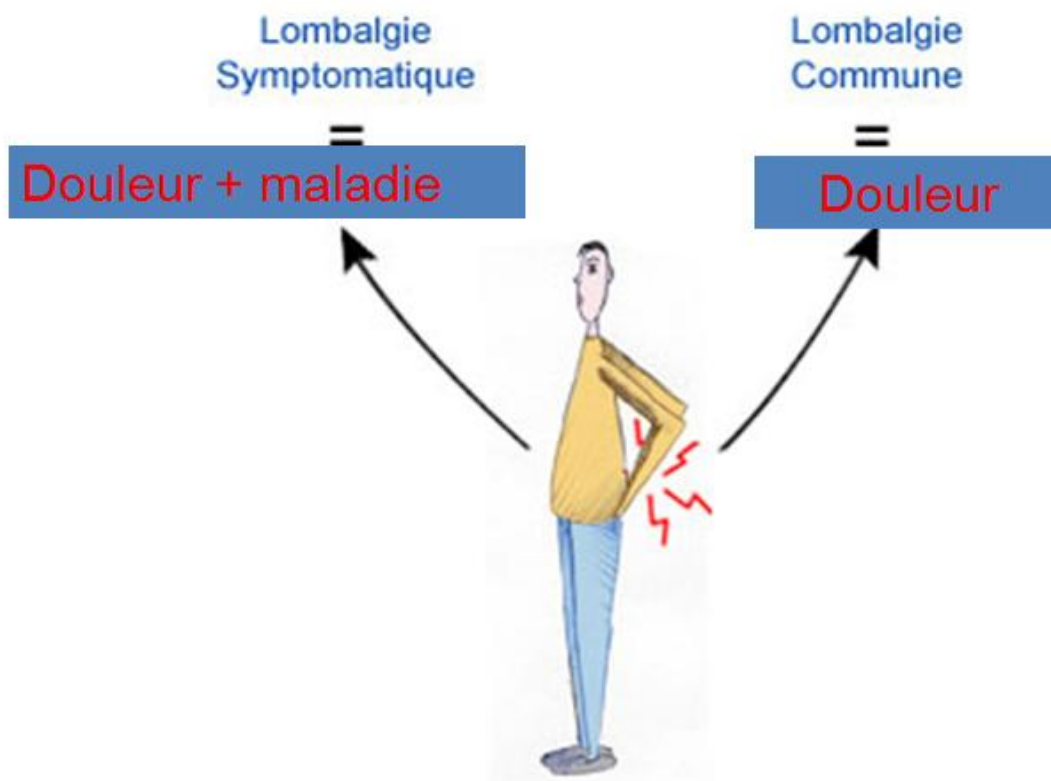 Lombalgie
Symptomatique
=
Douleur + maladie
Lombalgie
Commune
=
Douleur